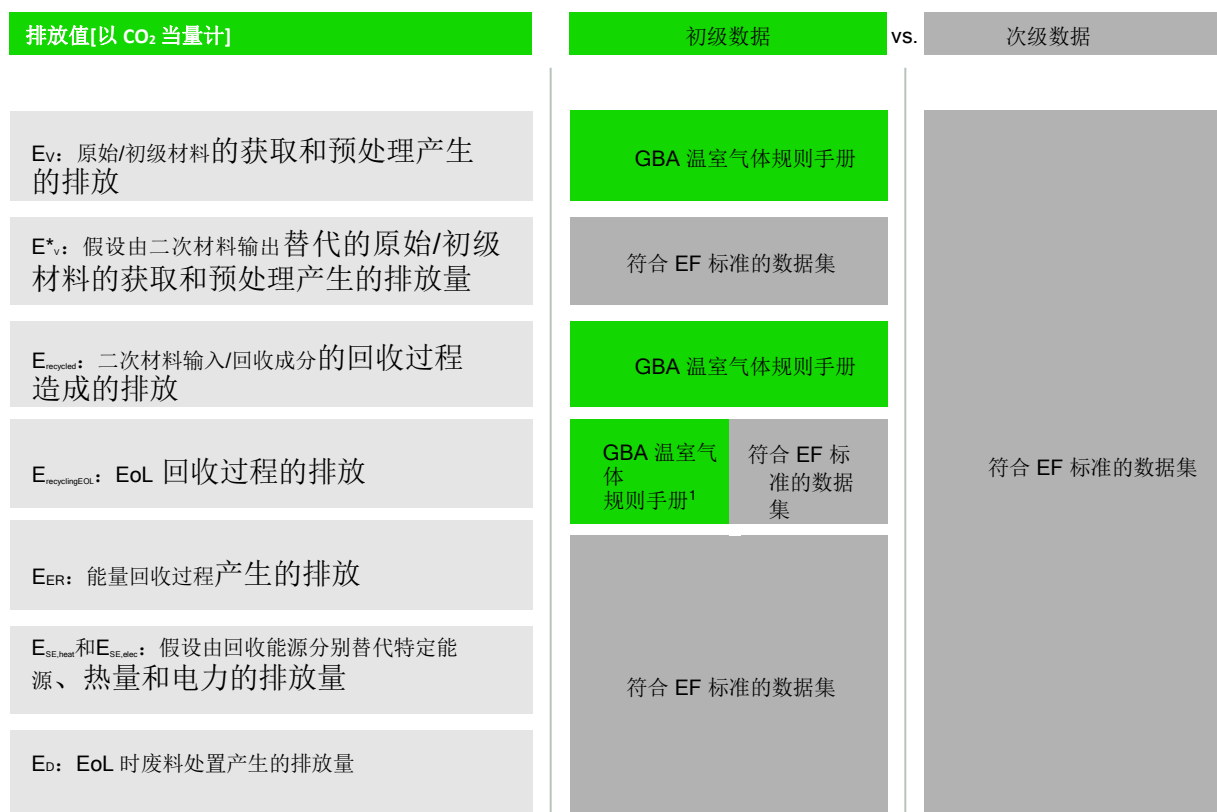 排放值[以 CO₂ 当量计]
初级数据
vs.
次级数据
Ev：原始/初级材料的获取和预处理产生
的排放
GBA 温室气体规则手册
E*v：假设由二次材料输出替代的原始/初级
材料的获取和预处理产生的排放量
符合 EF 标准的数据集
Erecycled：二次材料输入/回收成分的回收过程
造成的排放
GBA 温室气体规则手册
ErecyclingEOL：EoL 回收过程的排放
GBA 温室气
体
规则手册¹
符合 EF 标
准的数据
集
符合 EF 标准的数据集
EER：能量回收过程产生的排放
ESE,heat和ESE,elec：假设由回收能源分别替代特定能
源、热量和电力的排放量
符合 EF 标准的数据集
ED：EoL 时废料处置产生的排放量